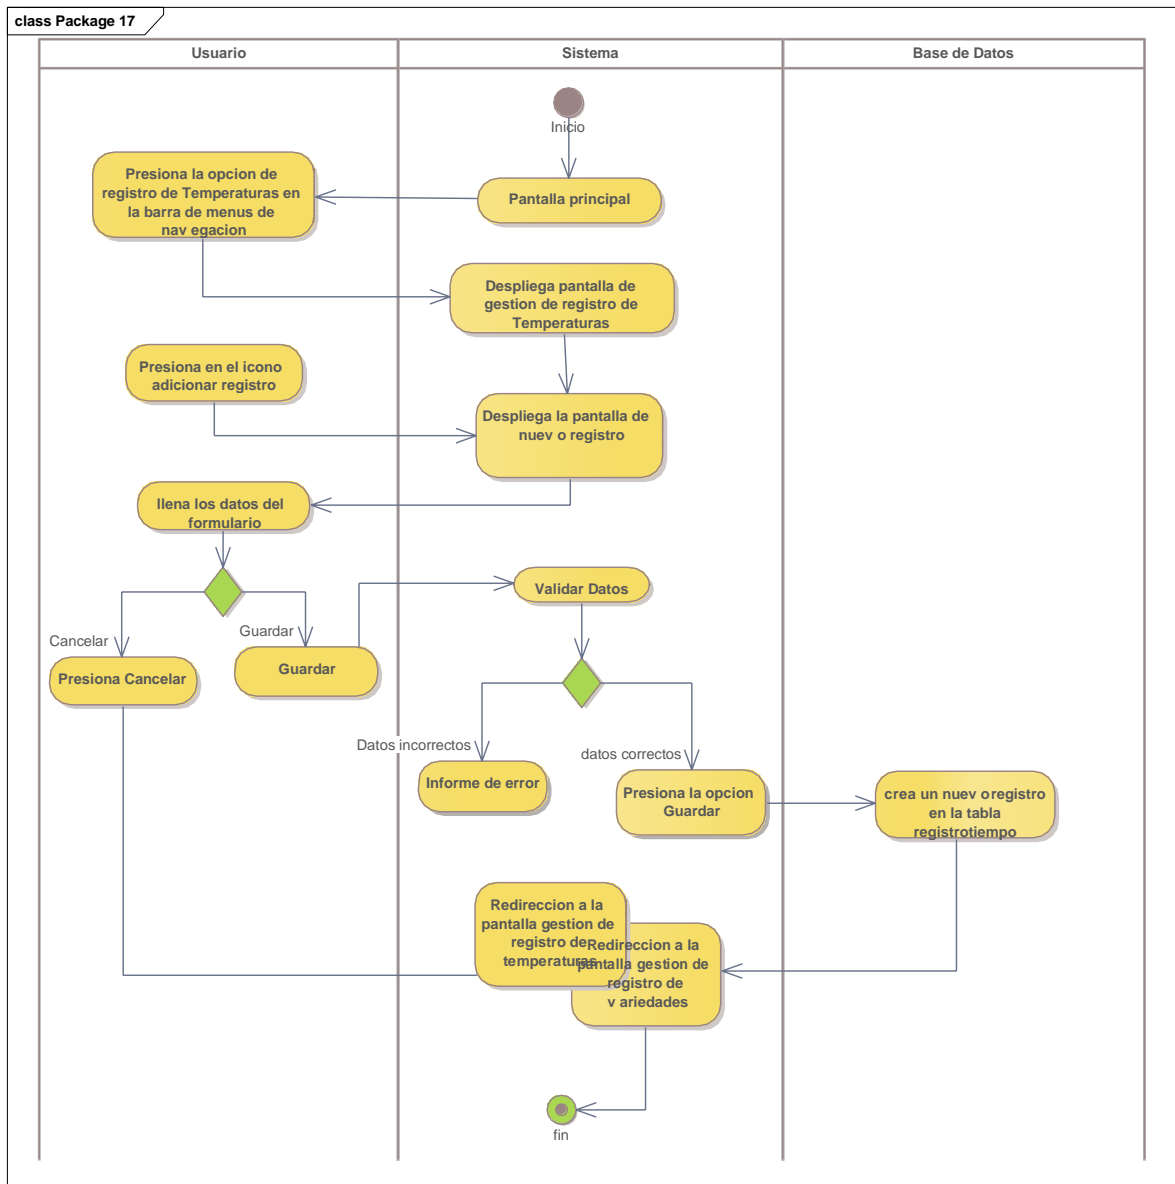 class Package 17
Usuario
Sistema
Base de Datos
Inicio
Presiona la opcion de
registro de Temperaturas en
la barra de menus de
nav egacion
Pantalla principal
Despliega pantalla de
gestion de registro de
Temperaturas
Presiona en el icono
adicionar registro
Despliega la pantalla de
nuev o registro
llena los datos del
formulario
Validar Datos
Cancelar
Guardar
Presiona Cancelar
Guardar
Datos incorrectos
datos correctos
Informe de error
Presiona la opcion
Guardar
crea un nuev o registro
en la tabla
registrotiempo
Redireccion a la
pantalla gestion de
registro de
temperaturas
Redireccion a la
pantalla gestion de
registro de
v ariedades
fin